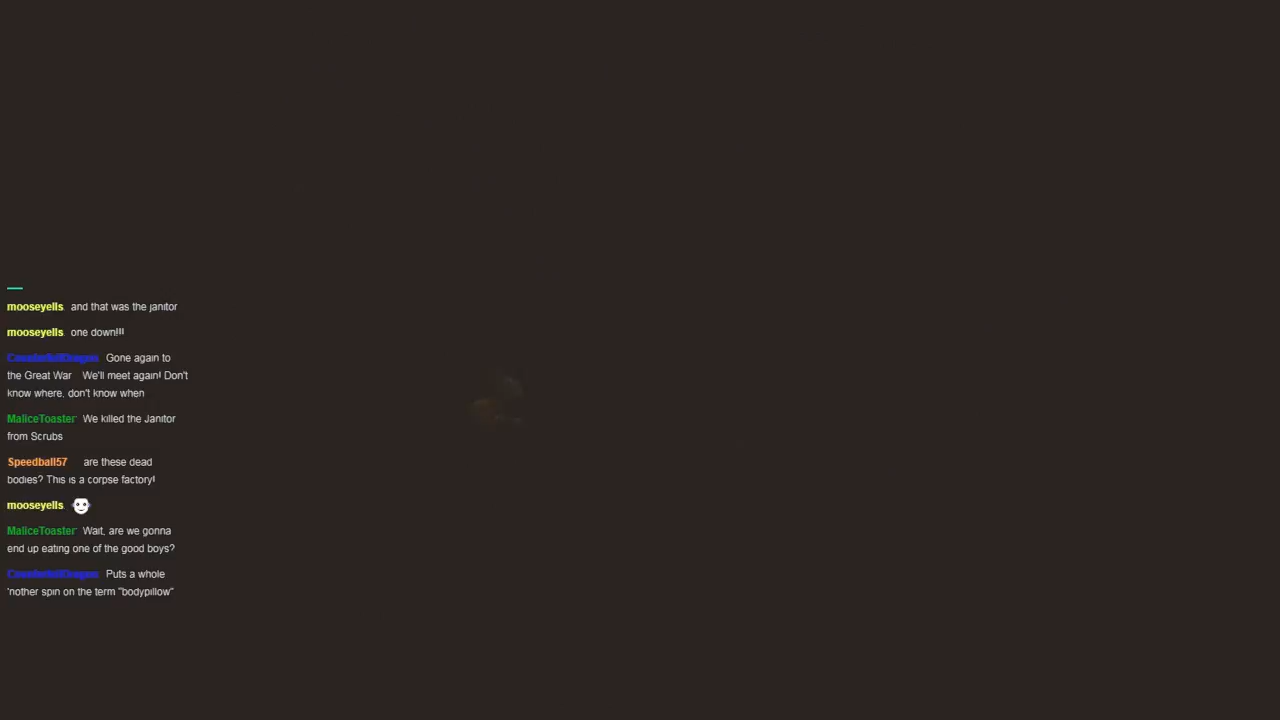 mooseyells: and that was the janitor
mooseyells: one down!!!
Gone again to
the Great War We'll meet again! Don't
know where, don't know when
MaliceToaster: We killed the Janitor
from Scrubs
Speedball57 are these dead
bodies? This is a corpse factory!
mooseyells:
MaliceToaster: Wait, are we gonna
end up eating one of the good boys?
Puts a whole
'nother spin on the term "bodypillow"